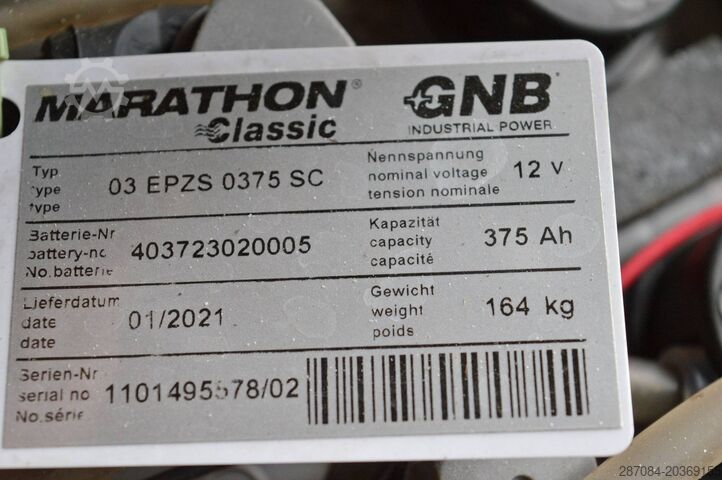 MARATHON®
Classic
GNB®
INDUSTRIAL POWER
Typ
type
type
03 EPZS 0375 SC
Nennspannung
nominal voltage
tension nominale
12 V
Batterie-Nr
battery-no
No.batterie
403723020005
Kapazität
capacity
capacité
375 Ah
Lieferdatum
date
date
01/2021
Gewicht
weight
poids
164 kg
Serien-Nr
serial no
No.série
1101495578/02